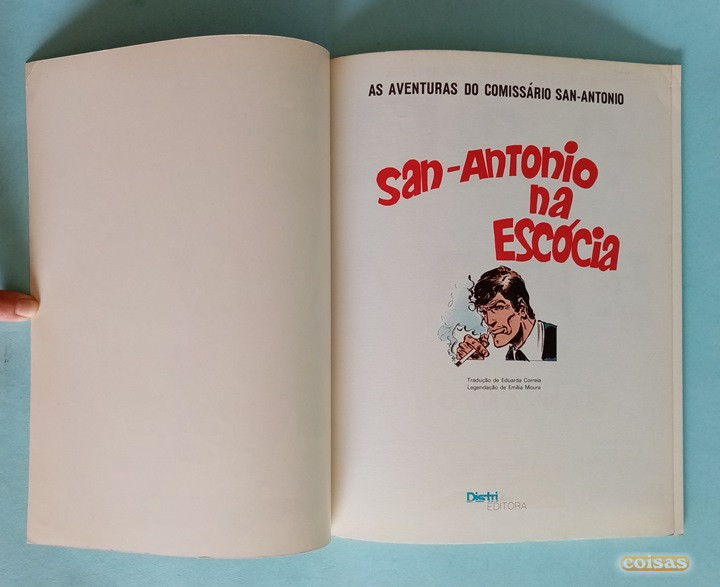 AS AVENTURAS DO COMISSÁRIO SAN-ANTONIO
San-Antonio
na
Escócia
Tradução de Eduarda Correia
Legendação de Emília Moura
Distri
EDITORA
coisas